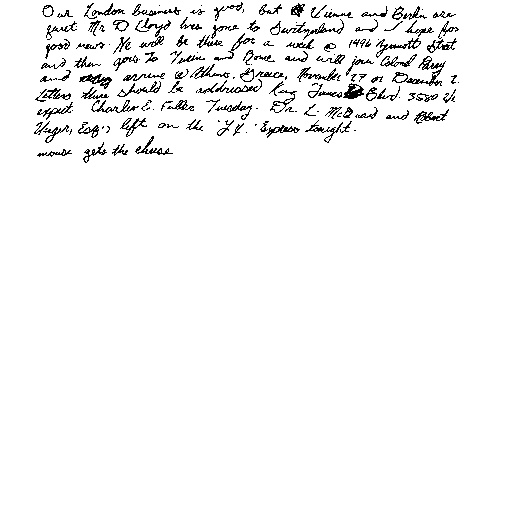 Our London business is good, but Vienna and Berlin are
quiet. Mr. D. Lloyd has gone to Switzerland and I hope for
good news. He will be there for a week @ 1496 Zermott Street
and then goes to Turin and Rome and will join Colonel Parry
and arrive @ Athens, Greece, November 27 or December 2.
Letters there should be addressed King James Blvd. 3580 We
expect Charles E. Fuller Tuesday. Dr. L. McQuaid and Robert
Unger, Esq., left on the "Y.X." Express tonight.
mouse gets the cheese